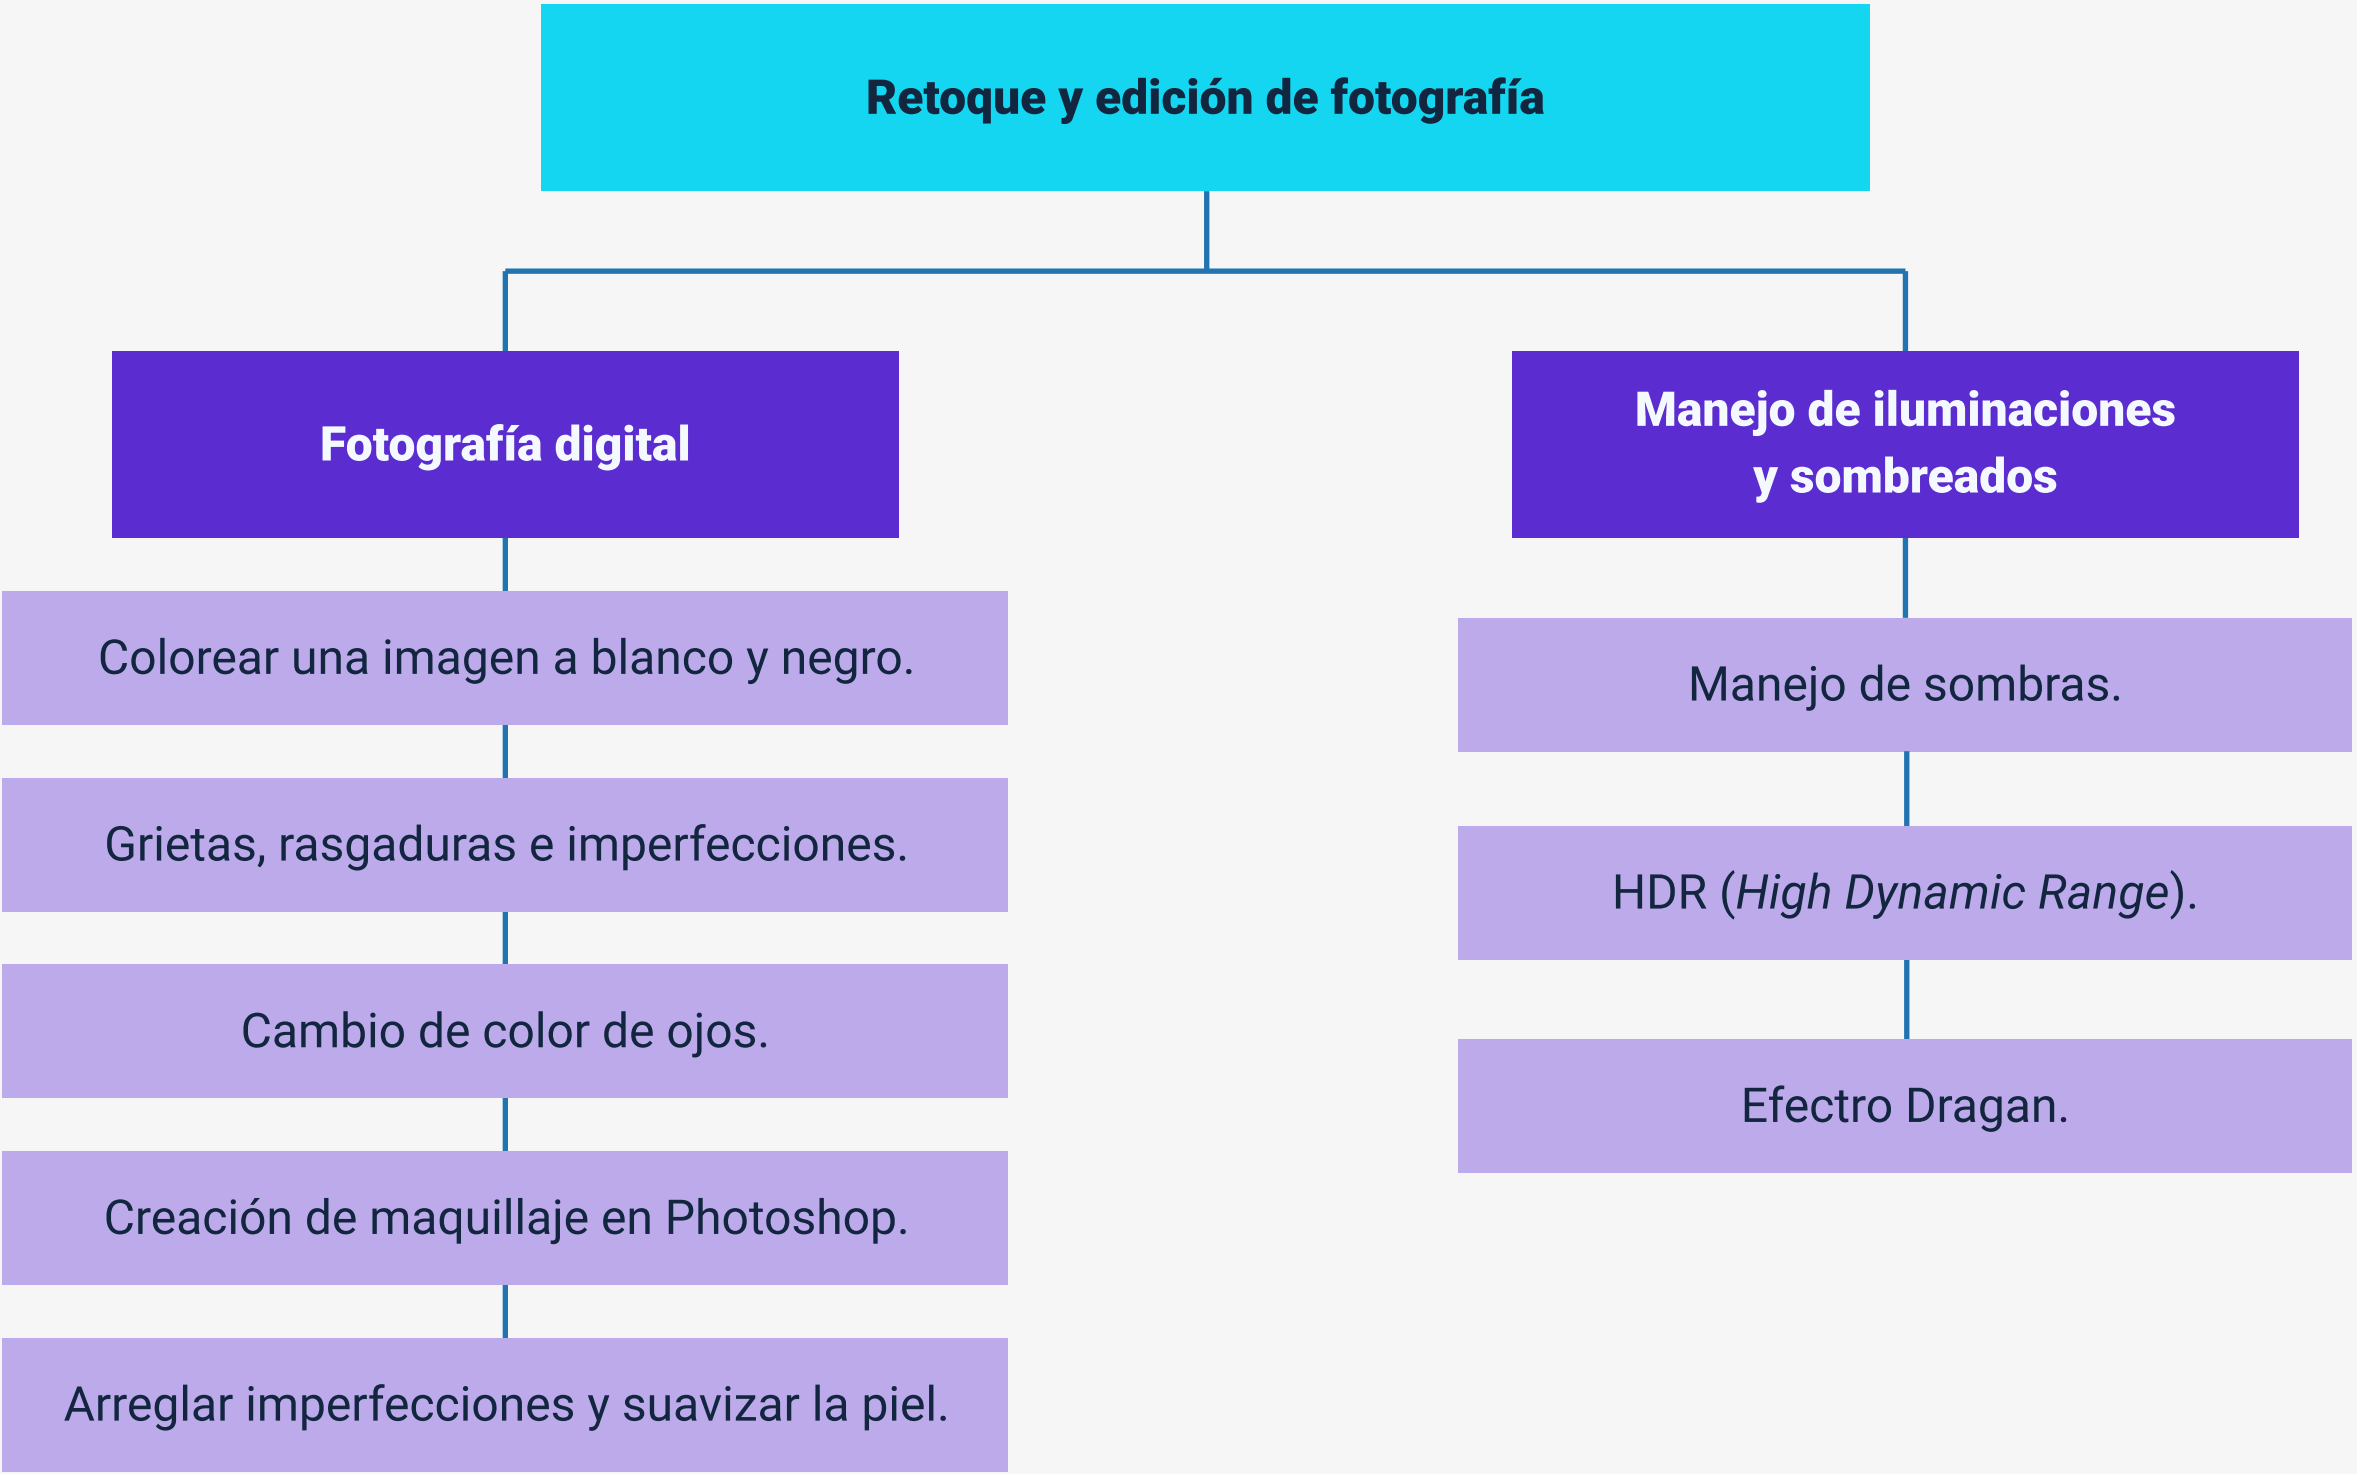 Retoque y edición de fotografía
Fotografía digital
Colorear una imagen a blanco y negro.
Grietas, rasgaduras e imperfecciones.
Cambio de color de ojos.
Creación de maquillaje en Photoshop.
Arreglar imperfecciones y suavizar la piel.
Manejo de iluminaciones
y sombreados
Manejo de sombras.
HDR (High Dynamic Range).
Efectro Dragan.